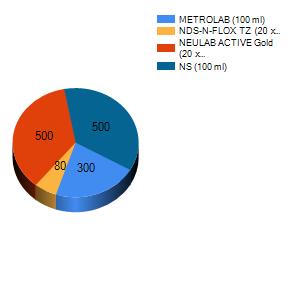 METROLAB (100 ml)
NDS-N-FLOX TZ (20 x..
NEULAB ACTIVE Gold
(20 x..
NS (100 ml)
500
500
80
300